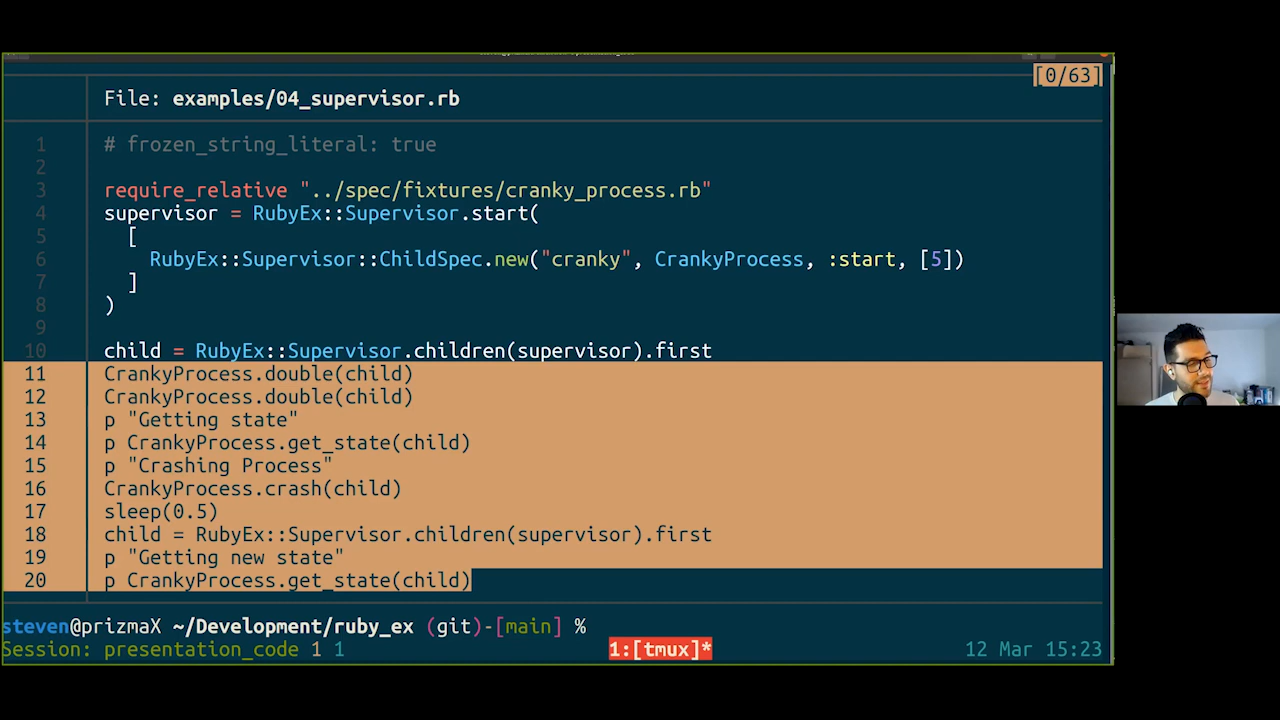 [0/63]
File: examples/04_supervisor.rb
1 # frozen_string_literal: true
2
3 require_relative "../spec/fixtures/cranky_process.rb"
4 supervisor = RubyEx::Supervisor.start(
5 [
6 RubyEx::Supervisor::ChildSpec.new("cranky", CrankyProcess, :start, [5])
7 ]
8 )
9
10 child = RubyEx::Supervisor.children(supervisor).first
11 CrankyProcess.double(child)
12 CrankyProcess.double(child)
13 p "Getting state"
14 p CrankyProcess.get_state(child)
15 p "Crashing Process"
16 CrankyProcess.crash(child)
17 sleep(0.5)
18 child = RubyEx::Supervisor.children(supervisor).first
19 p "Getting new state"
20 p CrankyProcess.get_state(child)
steven@prizmaX ~/Development/ruby_ex (git)-[main] %
Session: presentation_code 1 1 1:[tmux]* 12 Mar 15:23